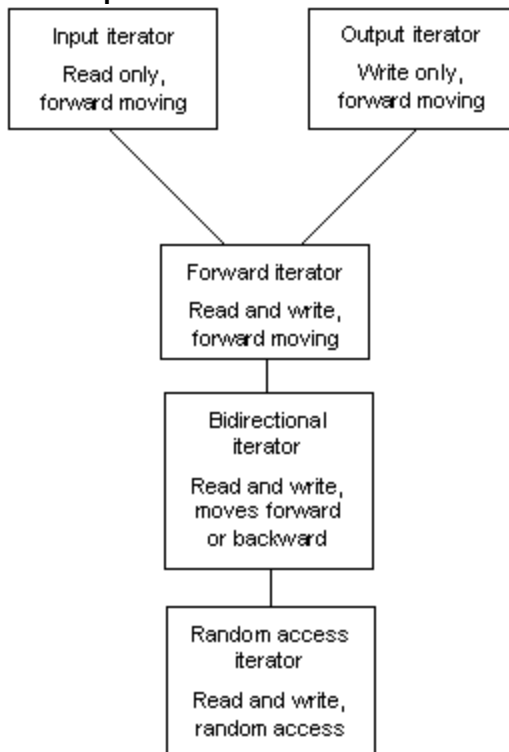 Input iterator
Read only,
forward moving
Output iterator
Write only,
forward moving
Forward iterator
Read and write,
forward moving
Bidirectional
iterator
Read and write,
moves forward
or backward
Random access
iterator
Read and write,
random access